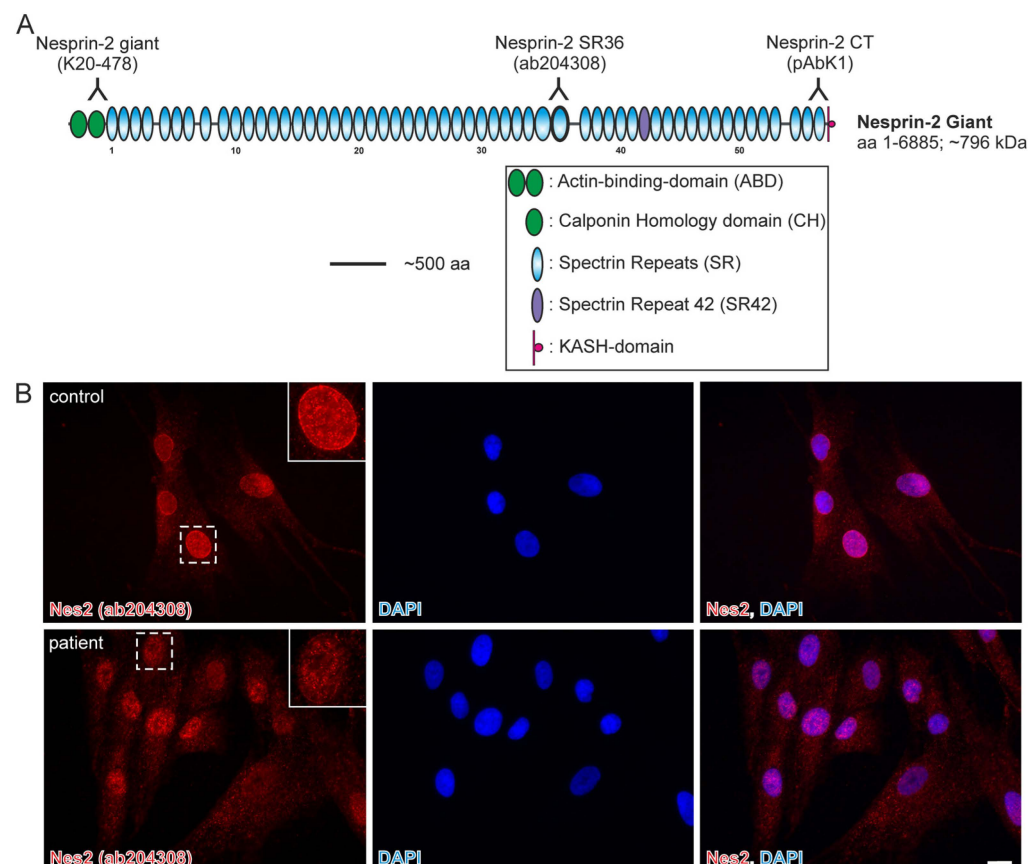 A
Nesprin-2 giant
(K20-478)
Nesprin-2 SR36
(ab204308)
Nesprin-2 CT
(pAbK1)
Nesprin-2 Giant
aa 1-6885; ~796 kDa
1
10
20
30
40
50
: Actin-binding-domain (ABD)
: Calponin Homology domain (CH)
: Spectrin Repeats (SR)
: Spectrin Repeat 42 (SR42)
: KASH-domain
~500 aa
B
control
Nes2 (ab204308)
DAPI
Nes2, DAPI
patient
Nes2 (ab204308)
DAPI
Nes2, DAPI